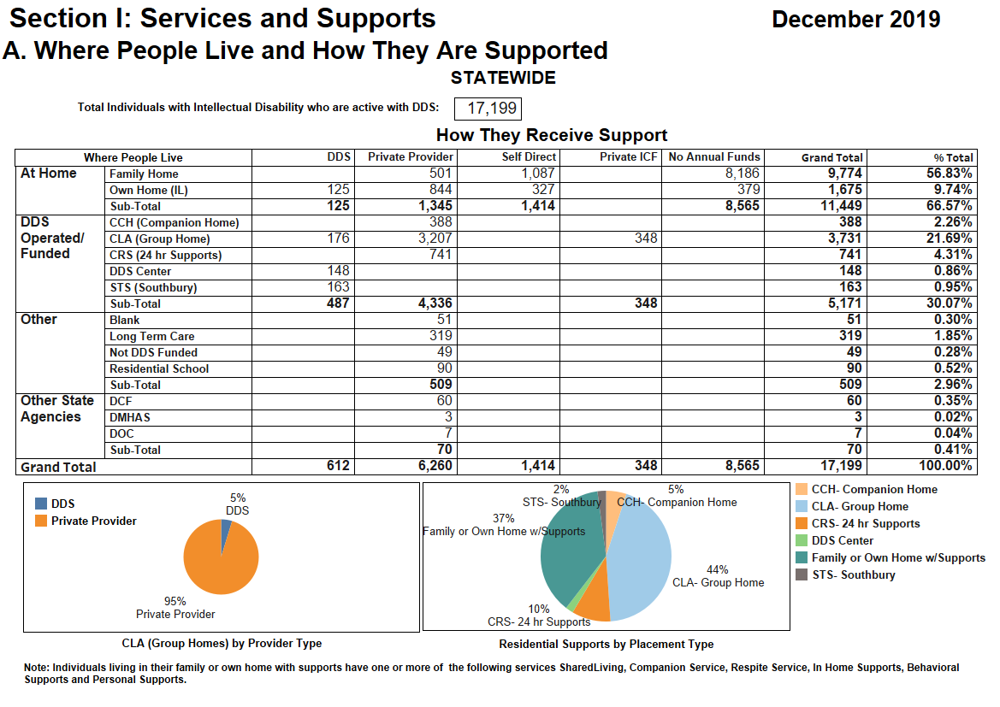 Section I: Services and Supports December 2019
A. Where People Live and How They Are Supported
STATEWIDE
Total Individuals with Intellectual Disability who are active with DDS: 17,199
How They Receive Support
Where People Live DDS Private Provider Self Direct Private ICF No Annual Funds Grand Total % Total
At Home Family Home 501 1,087 8,186 9,774 56.83%
Own Home (IL) 125 844 327 379 1,675 9.74%
Sub-Total 125 1,345 1,414 8,565 11,449 66.57%
DDS CCH (Companion Home) 388 388 2.26%
Operated/ CLA (Group Home) 176 3,207 348 3,731 21.69%
Funded CRS (24 hr Supports) 741 741 4.31%
DDS Center 148 148 0.86%
STS (Southbury) 163 163 0.95%
Sub-Total 487 4,336 348 5,171 30.07%
Other Blank 51 51 0.30%
Long Term Care 319 319 1.85%
Not DDS Funded 49 49 0.28%
Residential School 90 90 0.52%
Sub-Total 509 509 2.96%
Other State DCF 60 60 0.35%
Agencies DMHAS 3 3 0.02%
DOC 7 7 0.04%
Sub-Total 70 70 0.41%
Grand Total 612 6,260 1,414 348 8,565 17,199 100.00%
DDS
Private Provider
5%
DDS
95%
Private Provider
CLA (Group Homes) by Provider Type
2%
STS- Southbury
5%
CCH- Companion Home
37%
Family or Own Home w/Supports
44%
CLA- Group Home
10%
CRS- 24 hr Supports
Residential Supports by Placement Type
CCH- Companion Home
CLA- Group Home
CRS- 24 hr Supports
DDS Center
Family or Own Home w/Supports
STS- Southbury
Note: Individuals living in their family or own home with supports have one or more of the following services SharedLiving, Companion Service, Respite Service, In Home Supports, Behavioral
Supports and Personal Supports.